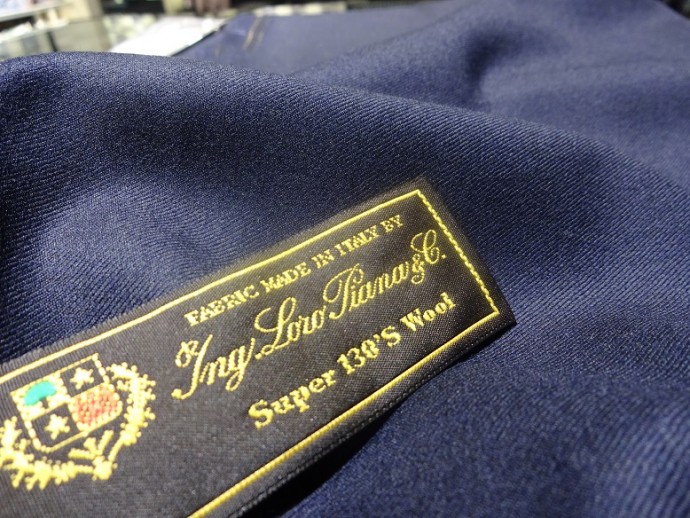 FABRIC MADE IN ITALY BY
Ing. Loro Piana & C.
Super 130'S Wool